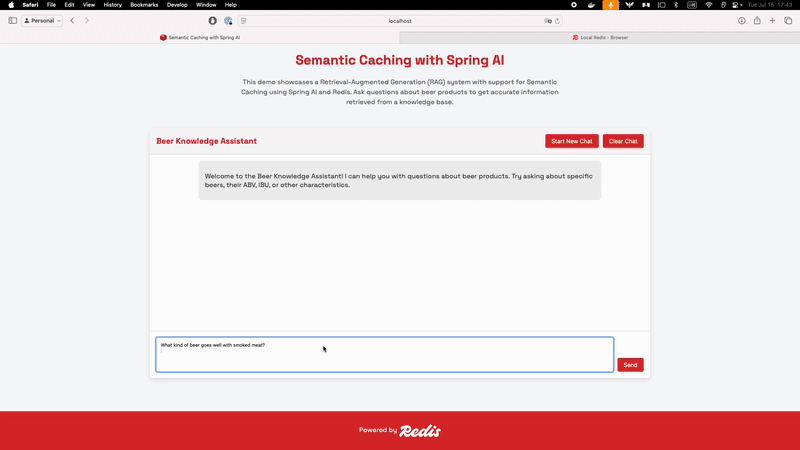 Safari File Edit View History Bookmarks Develop Window Help
Tue Jul 15 17:43
Personal
localhost
Semantic Caching with Spring AI
Local Redis - Browser
Semantic Caching with Spring AI
This demo showcases a Retrieval-Augmented Generation (RAG) system with support for Semantic
Caching using Spring AI and Redis. Ask questions about beer products to get accurate information
retrieved from a knowledge base.
Beer Knowledge Assistant
Start New Chat
Clear Chat
Welcome to the Beer Knowledge Assistant! I can help you with questions about beer products. Try asking about specific
beers, their ABV, IBU, or other characteristics.
What kind of beer goes well with smoked meat?
Send
Powered by Redis